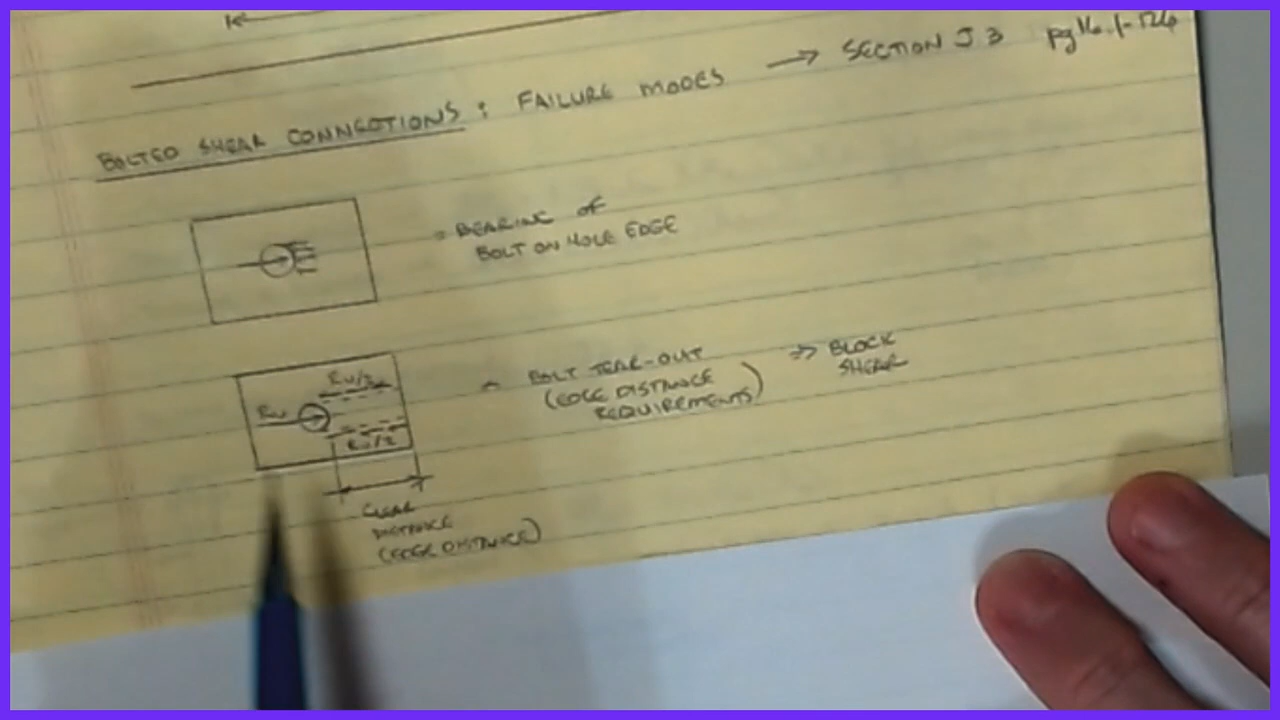 BOLTED SHEAR CONNECTIONS : FAILURE MODES → SECTION J3 pg 16.1-126
- BEARING OF
BOLT ON HOLE EDGE
Ru/2
Ru
Ru/2
- BOLT TEAR-OUT ⇒ BLOCK
(EDGE DISTANCE SHEAR
REQUIREMENTS)
CLEAR
DISTANCE
(EDGE DISTANCE)